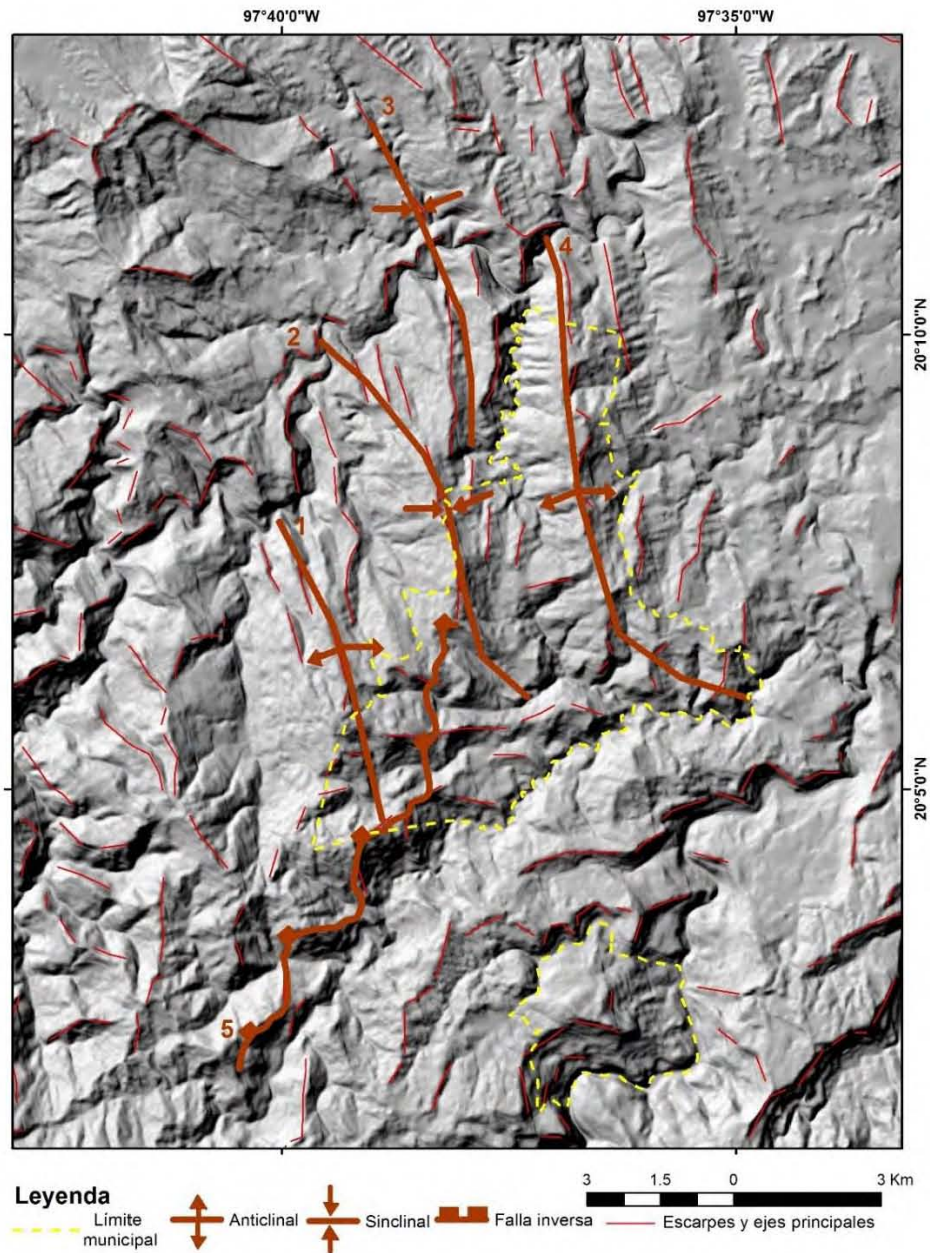 97°40'0"W
97°35'0"W
3
4
20°10'0"N
2
1
20°5'0"N
5
Leyenda
Límite
municipal
Anticlinal
Sinclinal
Falla inversa
Escarpes y ejes principales
3
1.5
0
3 Km